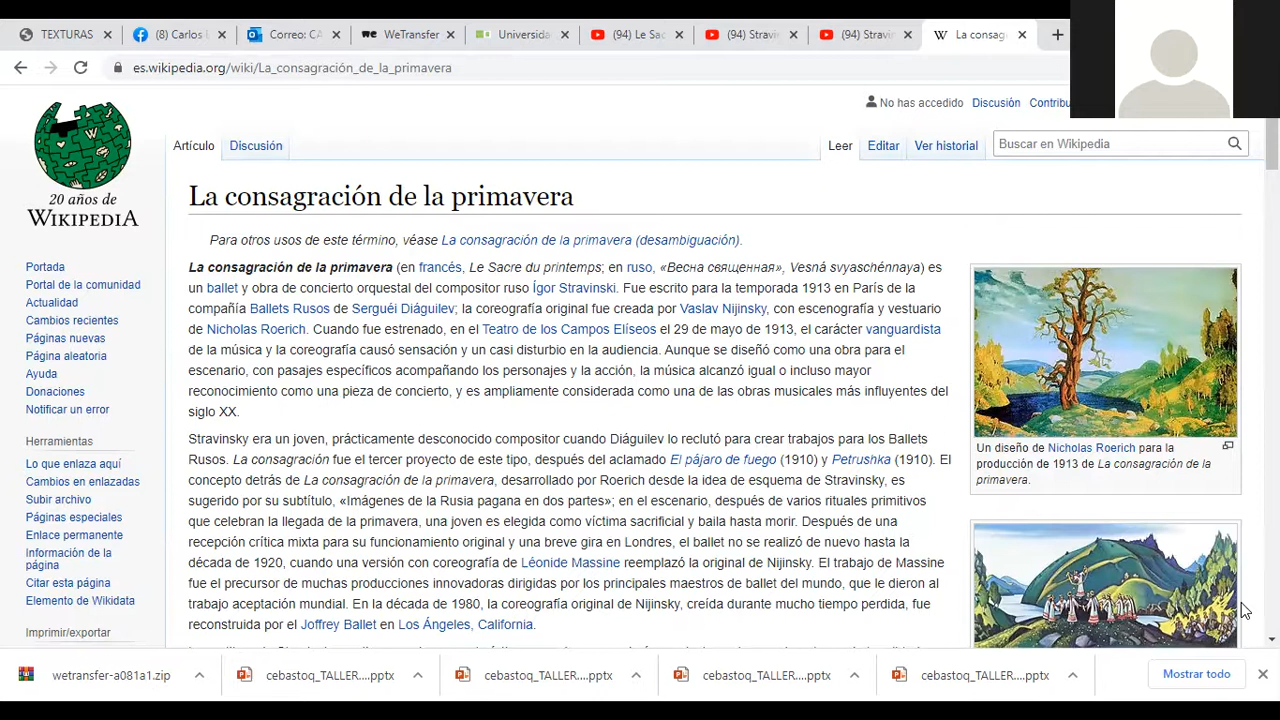 TEXTURAS
(8) Carlos L
Correo: CA
WeTransfer
Universida
(94) Le Sac
(94) Stravin
(94) Stravin
La consag
es.wikipedia.org/wiki/La_consagración_de_la_primavera
No has accedido Discusión Contribu
Artículo Discusión Leer Editar Ver historial Buscar en Wikipedia
20 años de
WIKIPEDIA
La consagración de la primavera
Para otros usos de este término, véase La consagración de la primavera (desambiguación).
La consagración de la primavera (en francés, Le Sacre du printemps; en ruso, «Весна священная», Vesná svyaschénnaya) es
un ballet y obra de concierto orquestal del compositor ruso Ígor Stravinski. Fue escrito para la temporada 1913 en París de la
compañía Ballets Rusos de Serguéi Diáguilev; la coreografía original fue creada por Vaslav Nijinsky, con escenografía y vestuario
de Nicholas Roerich. Cuando fue estrenado, en el Teatro de los Campos Elíseos el 29 de mayo de 1913, el carácter vanguardista
de la música y la coreografía causó sensación y un casi disturbio en la audiencia. Aunque se diseñó como una obra para el
escenario, con pasajes específicos acompañando los personajes y la acción, la música alcanzó igual o incluso mayor
reconocimiento como una pieza de concierto, y es ampliamente considerada como una de las obras musicales más influyentes del
siglo XX.
Stravinsky era un joven, prácticamente desconocido compositor cuando Diáguilev lo reclutó para crear trabajos para los Ballets
Rusos. La consagración fue el tercer proyecto de este tipo, después del aclamado El pájaro de fuego (1910) y Petrushka (1910). El
concepto detrás de La consagración de la primavera, desarrollado por Roerich desde la idea de esquema de Stravinsky, es
sugerido por su subtítulo, «Imágenes de la Rusia pagana en dos partes»; en el escenario, después de varios rituales primitivos
que celebran la llegada de la primavera, una joven es elegida como víctima sacrificial y baila hasta morir. Después de una
recepción crítica mixta para su funcionamiento original y una breve gira en Londres, el ballet no se realizó de nuevo hasta la
década de 1920, cuando una versión con coreografía de Léonide Massine reemplazó la original de Nijinsky. El trabajo de Massine
fue el precursor de muchas producciones innovadoras dirigidas por los principales maestros de ballet del mundo, que le dieron al
trabajo aceptación mundial. En la década de 1980, la coreografía original de Nijinsky, creída durante mucho tiempo perdida, fue
reconstruida por el Joffrey Ballet en Los Ángeles, California.
Un diseño de Nicholas Roerich para la
producción de 1913 de La consagración de la
primavera.
Portada
Portal de la comunidad
Actualidad
Cambios recientes
Páginas nuevas
Página aleatoria
Ayuda
Donaciones
Notificar un error
Herramientas
Lo que enlaza aquí
Cambios en enlazadas
Subir archivo
Páginas especiales
Enlace permanente
Información de la
página
Citar esta página
Elemento de Wikidata
Imprimir/exportar
wetransfer-a081a1.zip
cebastoq_TALLER....pptx
cebastoq_TALLER....pptx
cebastoq_TALLER....pptx
cebastoq_TALLER....pptx
Mostrar todo